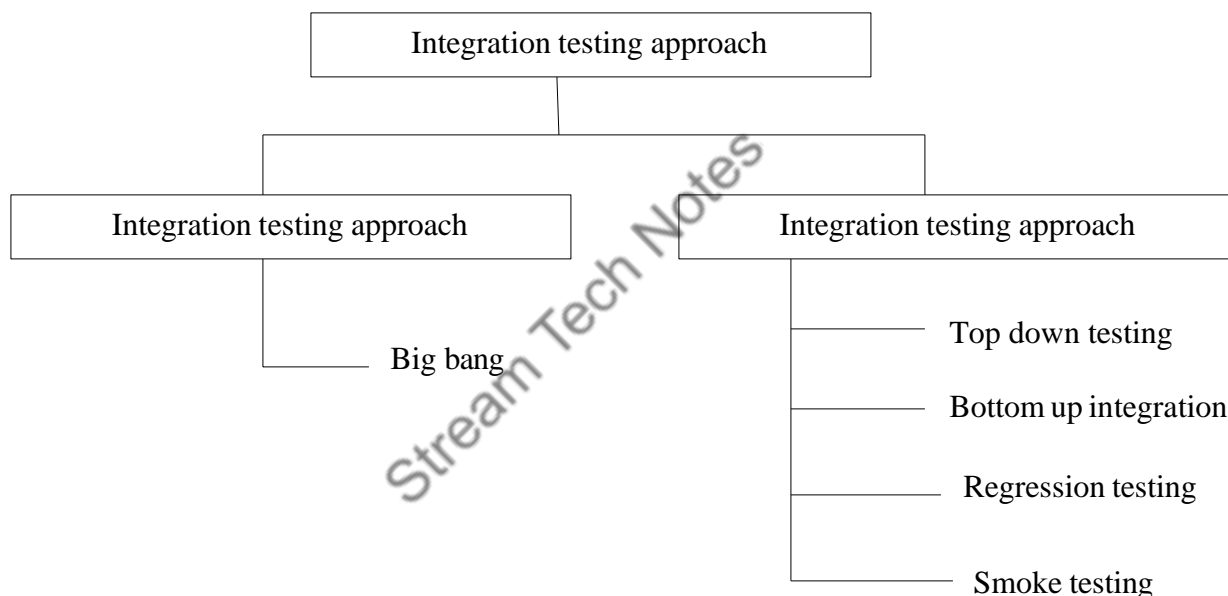 Integration testing approach
Integration testing approach
Integration testing approach
Big bang
Top down testing
Bottom up integration
Regression testing
Smoke testing
Stream Tech Notes